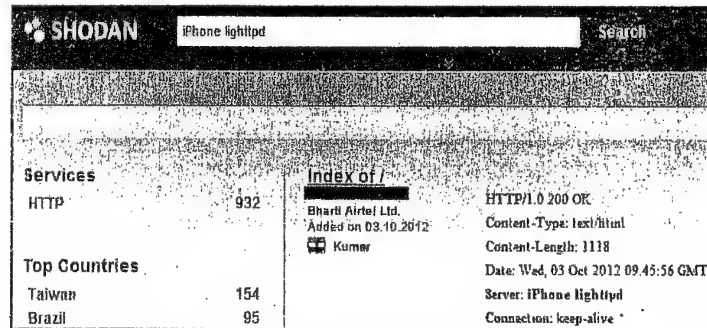 SHODAN
iPhone lighttpd
Search
Services
HTTP 932
Top Countries
Taiwan 154
Brazil 95
Index of /
Bharti Airtel Ltd.
Added on 03.10.2012
Kumar
HTTP/1.0 200 OK
Content-Type: text/html
Content-Length: 1118
Date: Wed, 03 Oct 2012 09:45:56 GMT
Server: iPhone lighttpd
Connection: keep-alive